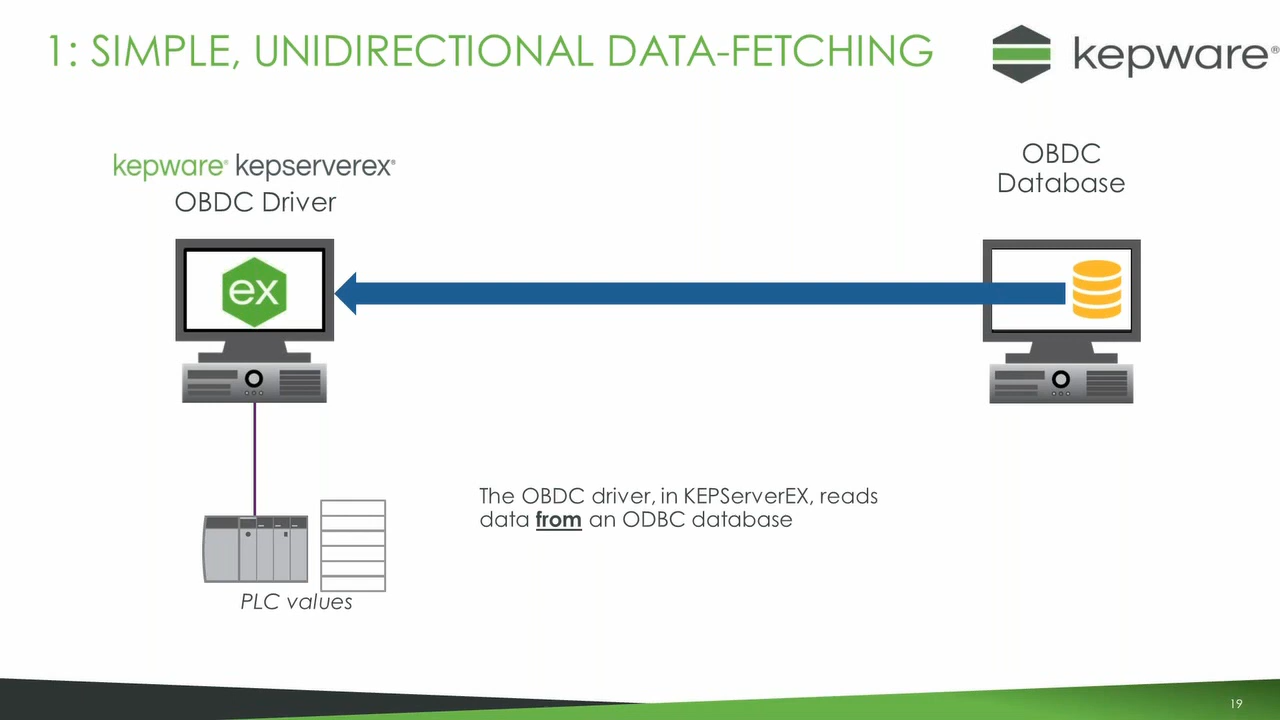 1: SIMPLE, UNIDIRECTIONAL DATA-FETCHING
kepware®
kepware® kepserverex®
OBDC Driver
OBDC
Database
ex
The OBDC driver, in KEPServerEX, reads
data from an ODBC database
PLC values
19